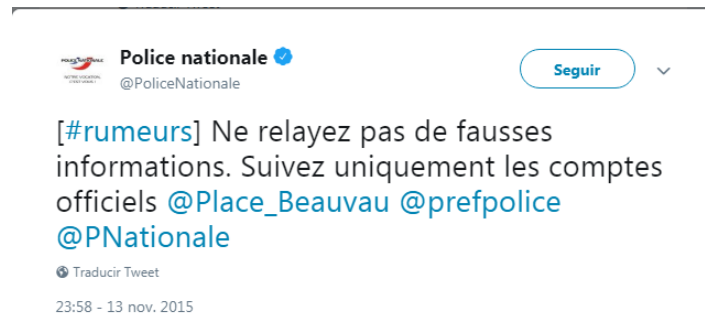 Police nationale
@PoliceNationale
Seguir
[#rumeurs] Ne relayez pas de fausses
informations. Suivez uniquement les comptes
officiels @Place_Beauvau @prefpolice
@PNationale
Traducir Tweet
23:58 - 13 nov. 2015